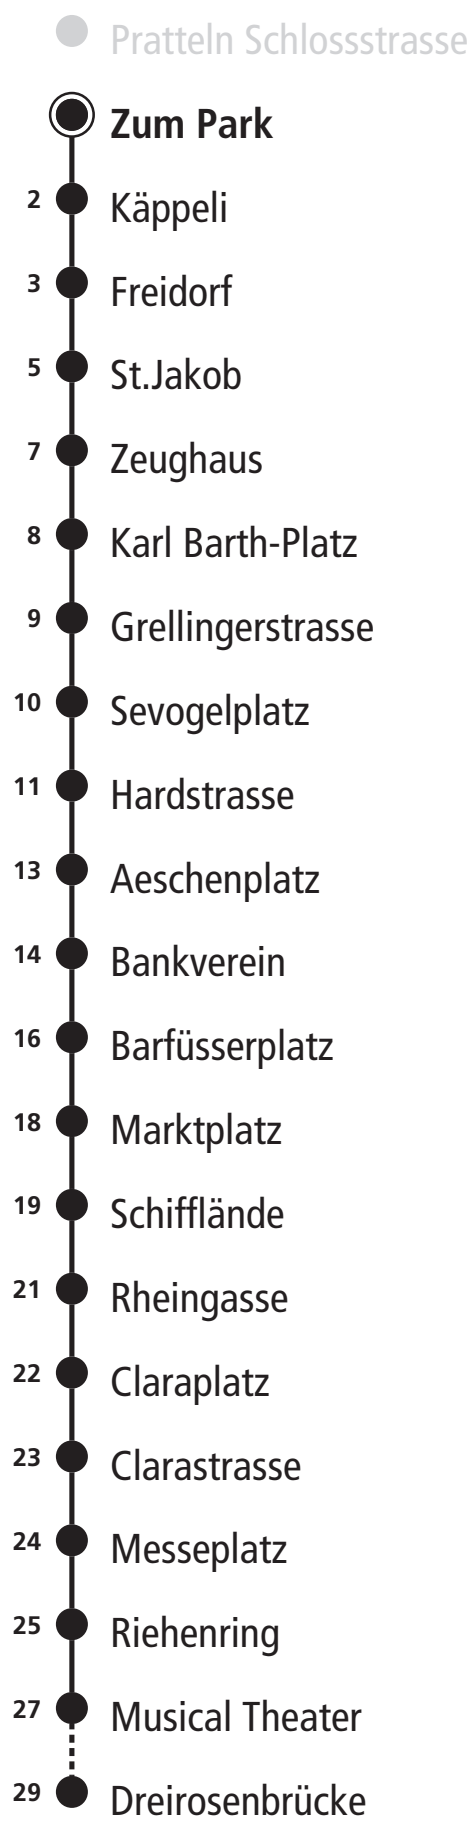 Pratteln Schlossstrasse
Zum Park
2 Käppeli
3 Freidorf
5 St.Jakob
7 Zeughaus
8 Karl Barth-Platz
9 Grellingerstrasse
10 Sevogelplatz
11 Hardstrasse
13 Aeschenplatz
14 Bankverein
16 Barfüsserplatz
18 Marktplatz
19 Schifflände
21 Rheingasse
22 Claraplatz
23 Clarastrasse
24 Messeplatz
25 Riehenring
27 Musical Theater
29 Dreirosenbrücke